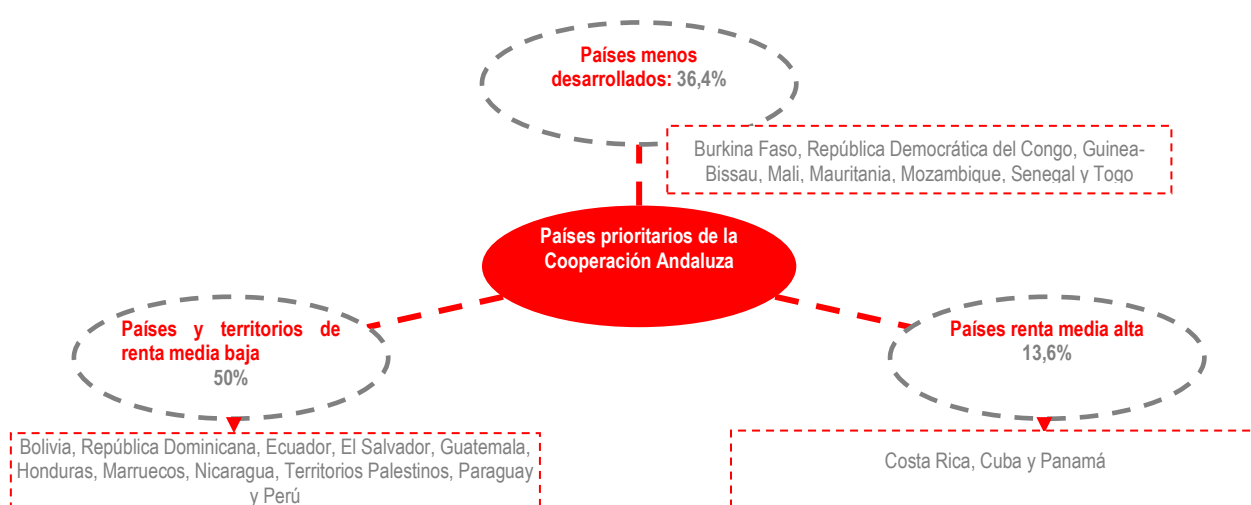 Países menos
desarrollados: 36,4%
Burkina Faso, República Democrática del Congo, Guinea-
Bissau, Mali, Mauritania, Mozambique, Senegal y Togo
Países prioritarios de la
Cooperación Andaluza
Países y territorios de
renta media baja
50%
Países renta media alta
13,6%
Bolivia, República Dominicana, Ecuador, El Salvador, Guatemala,
Honduras, Marruecos, Nicaragua, Territorios Palestinos, Paraguay
y Perú
Costa Rica, Cuba y Panamá